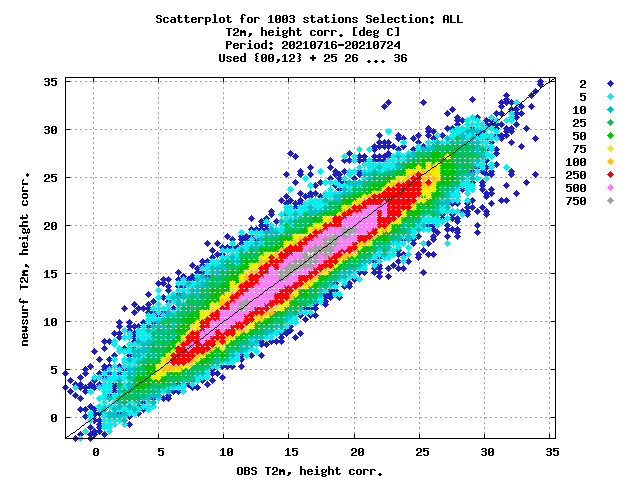 Scatterplot for 1003 stations Selection: ALL
T2m, height corr. [deg C]
Period: 20210716-20210724
Used {00,12} + 25 26 ... 36
35
30
25
20
15
10
5
0
newsurf T2m, height corr.
0 5 10 15 20 25 30 35
OBS T2m, height corr.
2
5
10
25
50
75
100
250
500
750